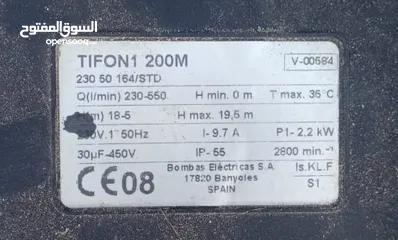 السوق المفتوح
TIFON1 200M
V-00584
230 50 164/STD
Q(l/min) 230-550 H min. 0 m T max. 35°C
(m) 18-5 H max. 19,5 m
230V.1~50Hz I- 9.7 A P1- 2,2 kW
30µF-450V IP- 55 2800 min.⁻¹
Bombas Eléctricas S.A
17820 Banyoles
SPAIN
Is.KL.F
S1
CE08